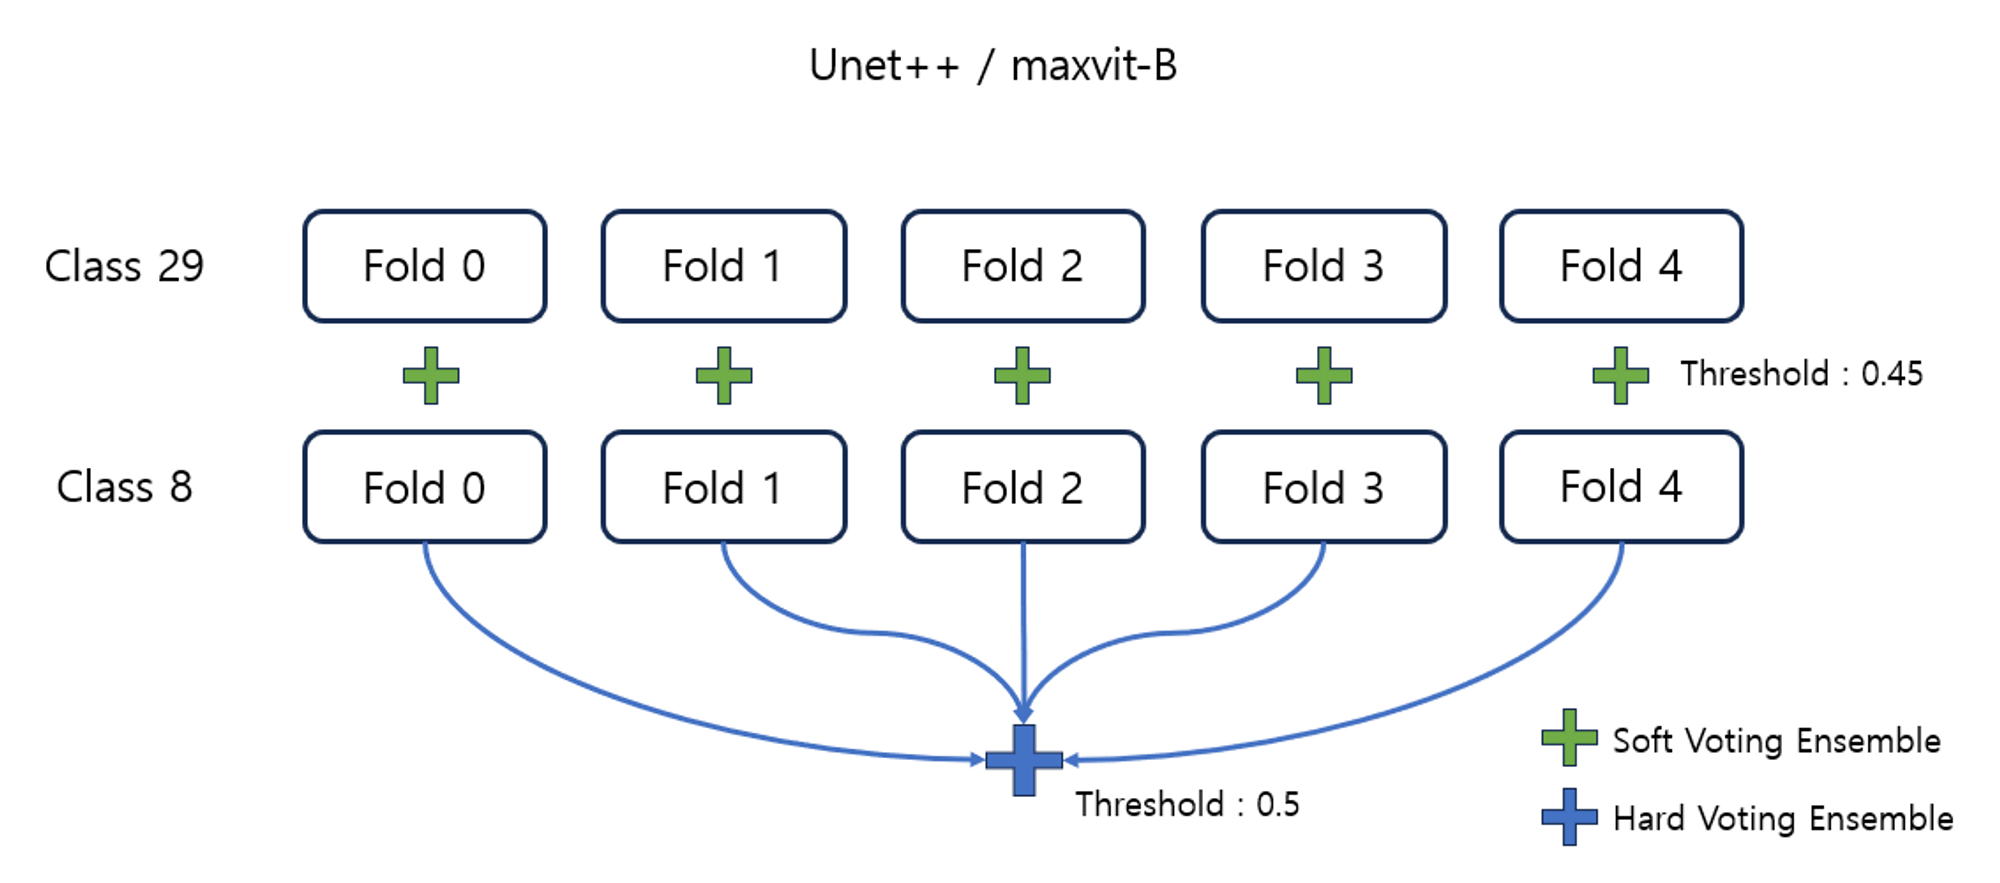 Unet++ / maxvit-B
Class 29
Fold 0
Fold 1
Fold 2
Fold 3
Fold 4
Threshold : 0.45
Class 8
Fold 0
Fold 1
Fold 2
Fold 3
Fold 4
Threshold : 0.5
Soft Voting Ensemble
Hard Voting Ensemble